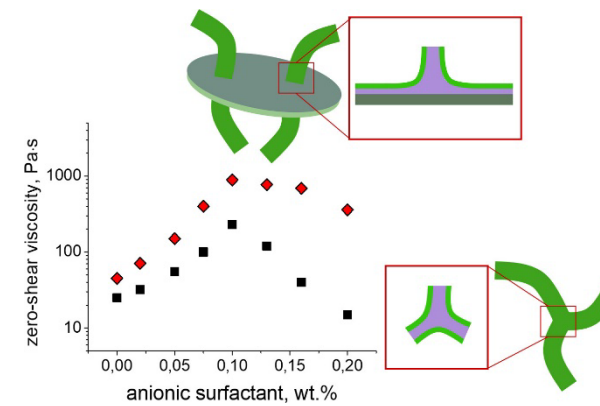 zero-shear viscosity, Pa·s
1000
100
10
0,00 0,05 0,10 0,15 0,20
anionic surfactant, wt.%